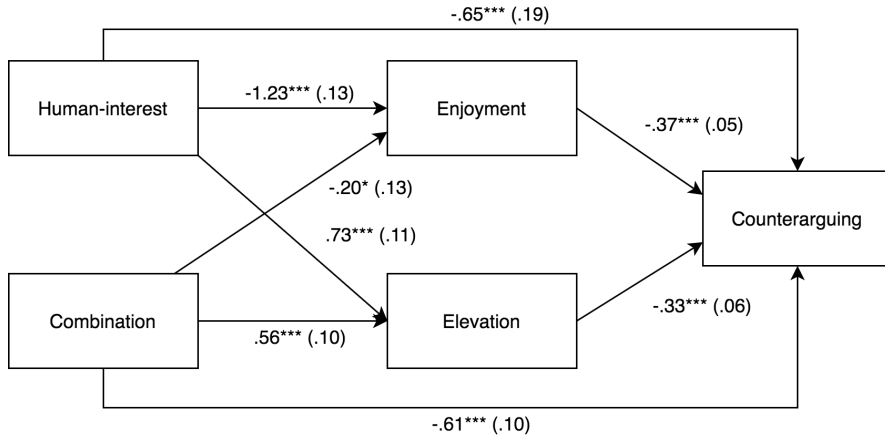 -.65*** (.19)
Human-interest
-1.23*** (.13)
Enjoyment
-.37*** (.05)
-.20* (.13)
.73*** (.11)
Counterarguing
Combination
.56*** (.10)
Elevation
-.33*** (.06)
-.61*** (.10)